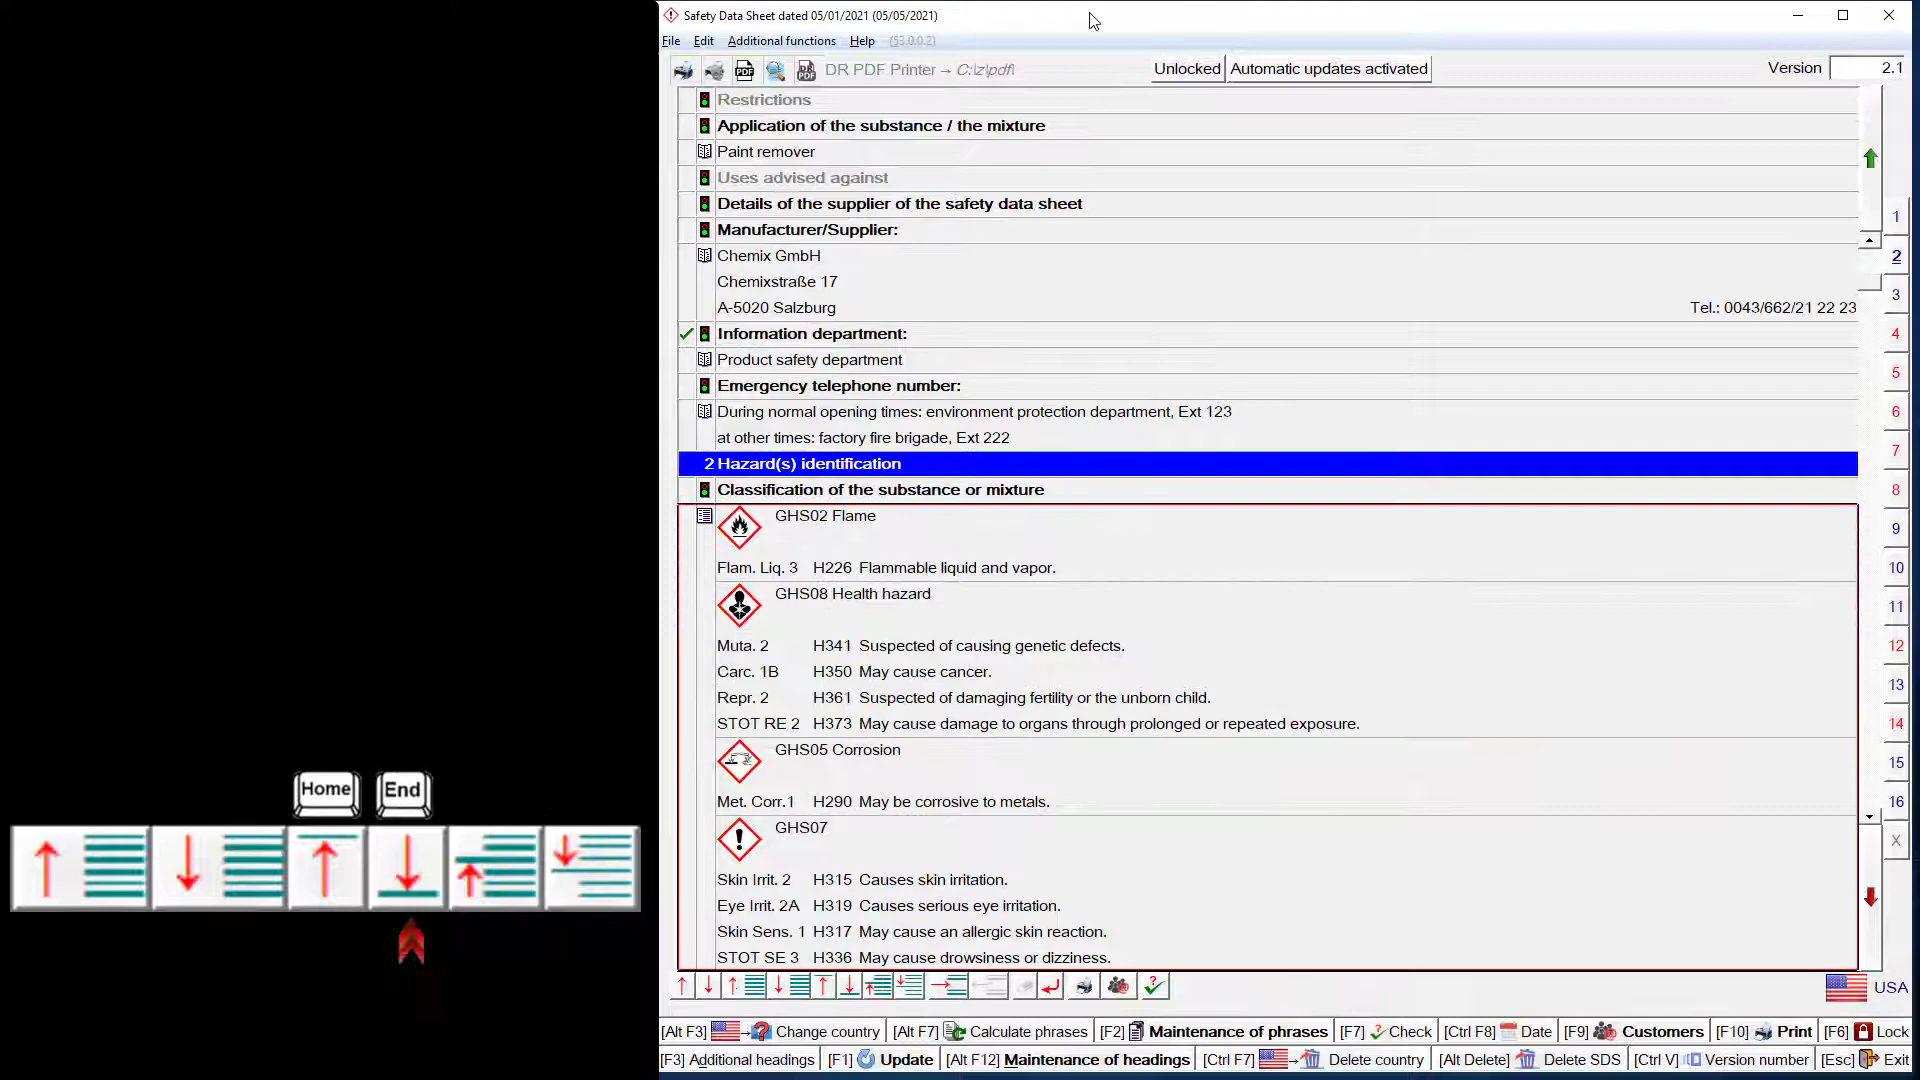 Safety Data Sheet dated 05/01/2021 (05/05/2021)
File Edit Additional functions Help (53.0.0.2)
PDF DR PDF DR PDF Printer → C:\z\pdf\ Unlocked Automatic updates activated Version 2.1
Restrictions
Application of the substance / the mixture
Paint remover
Uses advised against
Details of the supplier of the safety data sheet
Manufacturer/Supplier:
Chemix GmbH
Chemixstraße 17
A-5020 Salzburg Tel.: 0043/662/21 22 23
Information department:
Product safety department
Emergency telephone number:
During normal opening times: environment protection department, Ext 123
at other times: factory fire brigade, Ext 222
2 Hazard(s) identification
Classification of the substance or mixture
GHS02 Flame
Flam. Liq. 3 H226 Flammable liquid and vapor.
GHS08 Health hazard
Muta. 2 H341 Suspected of causing genetic defects.
Carc. 1B H350 May cause cancer.
Repr. 2 H361 Suspected of damaging fertility or the unborn child.
STOT RE 2 H373 May cause damage to organs through prolonged or repeated exposure.
GHS05 Corrosion
Met. Corr.1 H290 May be corrosive to metals.
GHS07
Skin Irrit. 2 H315 Causes skin irritation.
Eye Irrit. 2A H319 Causes serious eye irritation.
Skin Sens. 1 H317 May cause an allergic skin reaction.
STOT SE 3 H336 May cause drowsiness or dizziness.
1
2
3
4
5
6
7
8
9
10
11
12
13
14
15
16
X
Home End
USA
[Alt F3] Change country [Alt F7] Calculate phrases [F2] Maintenance of phrases [F7] Check [Ctrl F8] Date [F9] Customers [F10] Print [F6] Lock
[F3] Additional headings [F1] Update [Alt F12] Maintenance of headings [Ctrl F7] Delete country [Alt Delete] Delete SDS [Ctrl V] Version number [Esc] Exit